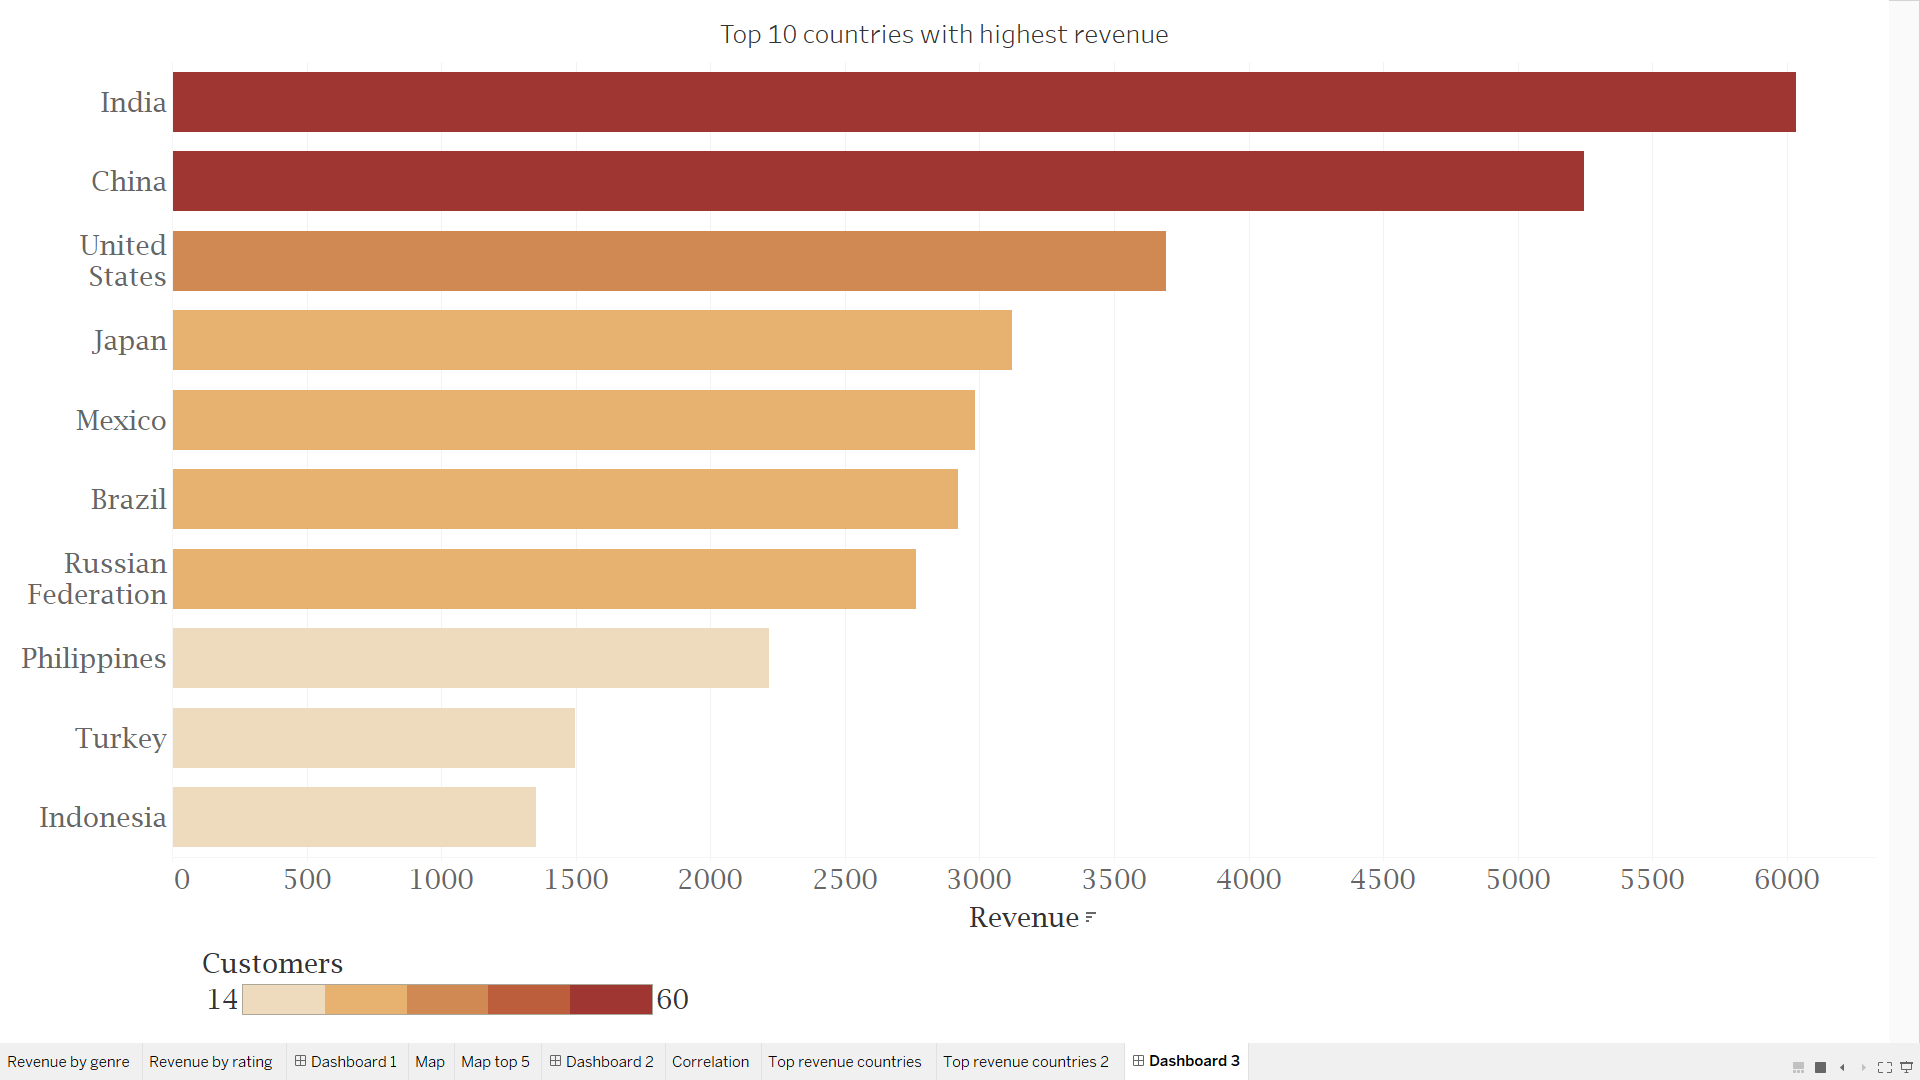 Top 10 countries with highest revenue
India
China
United
States
Japan
Mexico
Brazil
Russian
Federation
Philippines
Turkey
Indonesia
0 500 1000 1500 2000 2500 3000 3500 4000 4500 5000 5500 6000
Revenue
Customers
14 60
Revenue by genre Revenue by rating Dashboard 1 Map Map top 5 Dashboard 2 Correlation Top revenue countries Top revenue countries 2 Dashboard 3